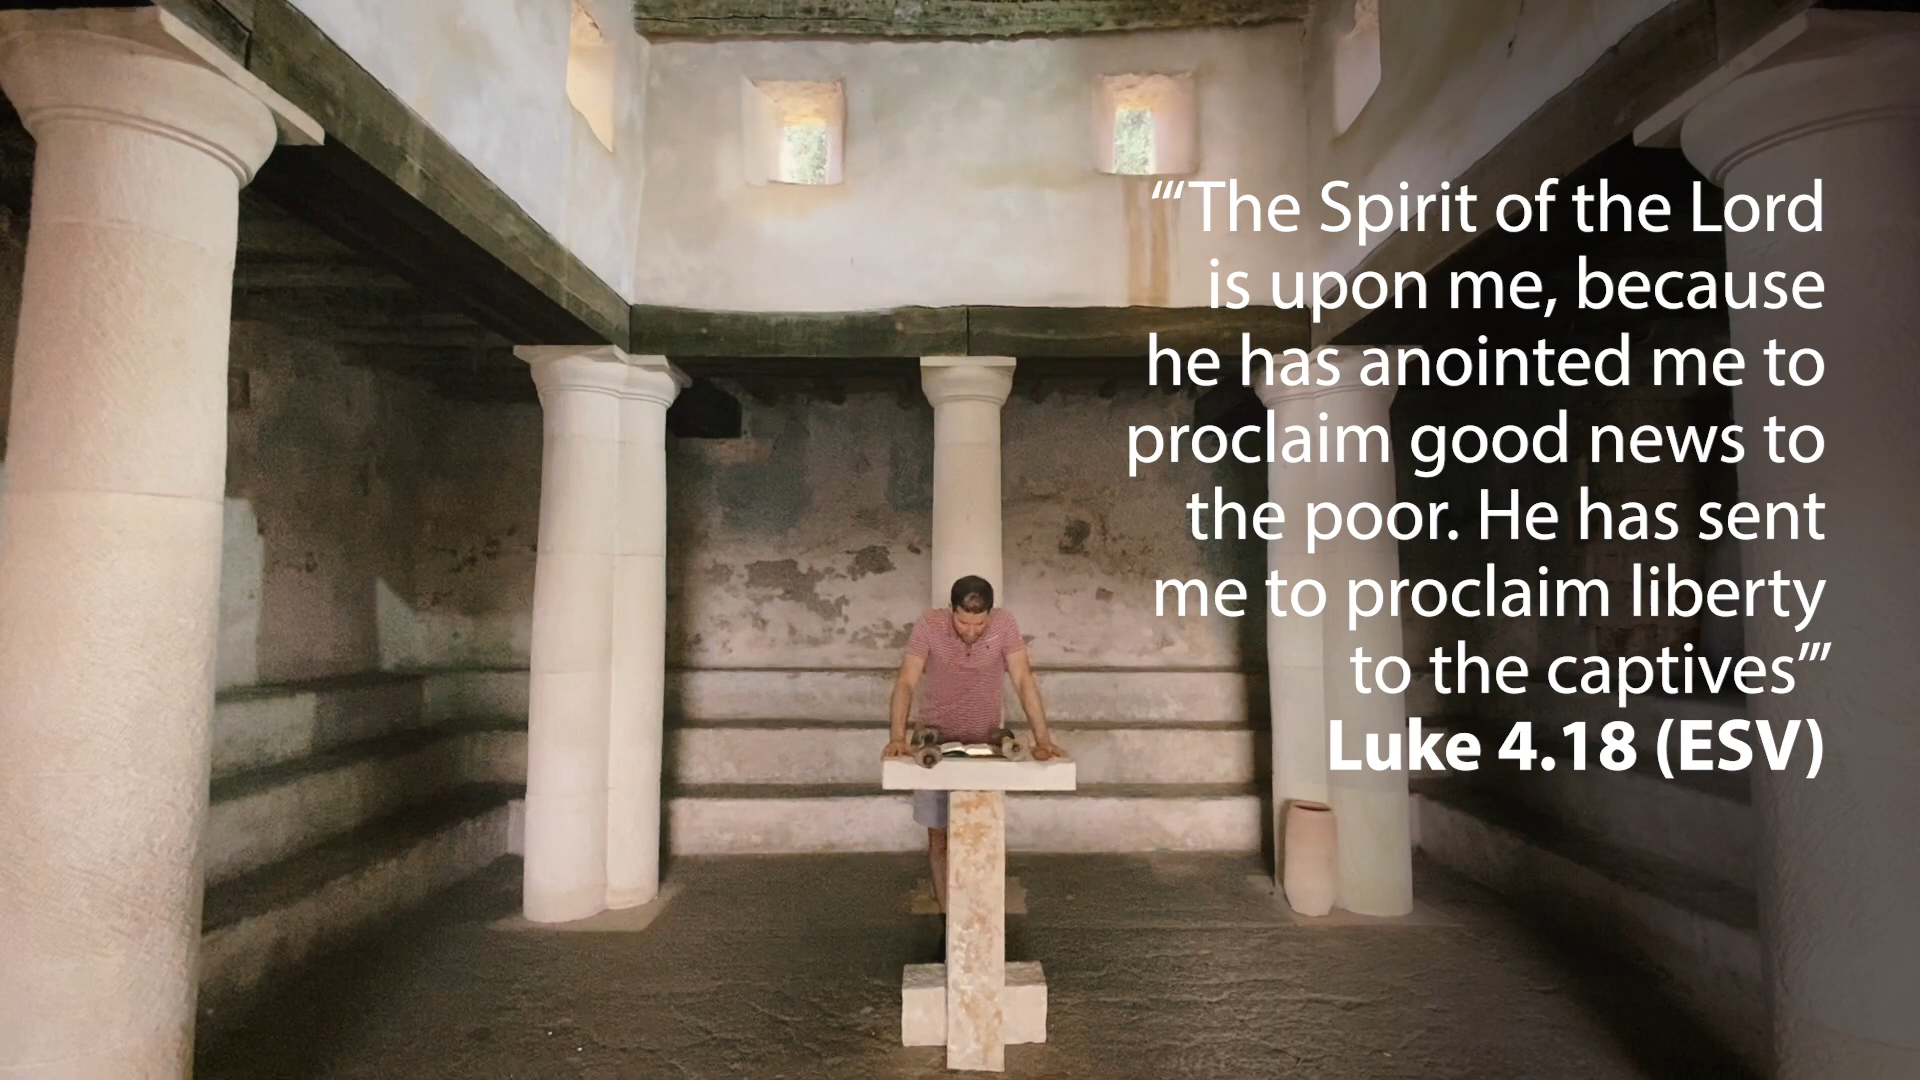 “‘The Spirit of the Lord
is upon me, because
he has anointed me to
proclaim good news to
the poor. He has sent
me to proclaim liberty
to the captives’”
Luke 4.18 (ESV)